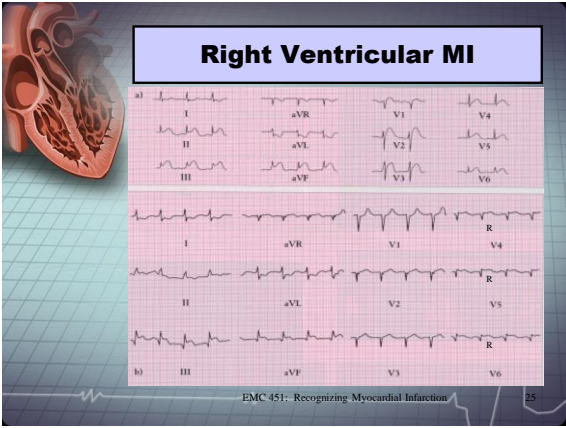 Right Ventricular MI
a)
I aVR V1 V4
II aVL V2 V5
III aVF V3 V6
R
I aVR V1 V4
R
II aVL V2 V5
R
b) III aVF V3 V6
EMC 451: Recognizing Myocardial Infarction 25